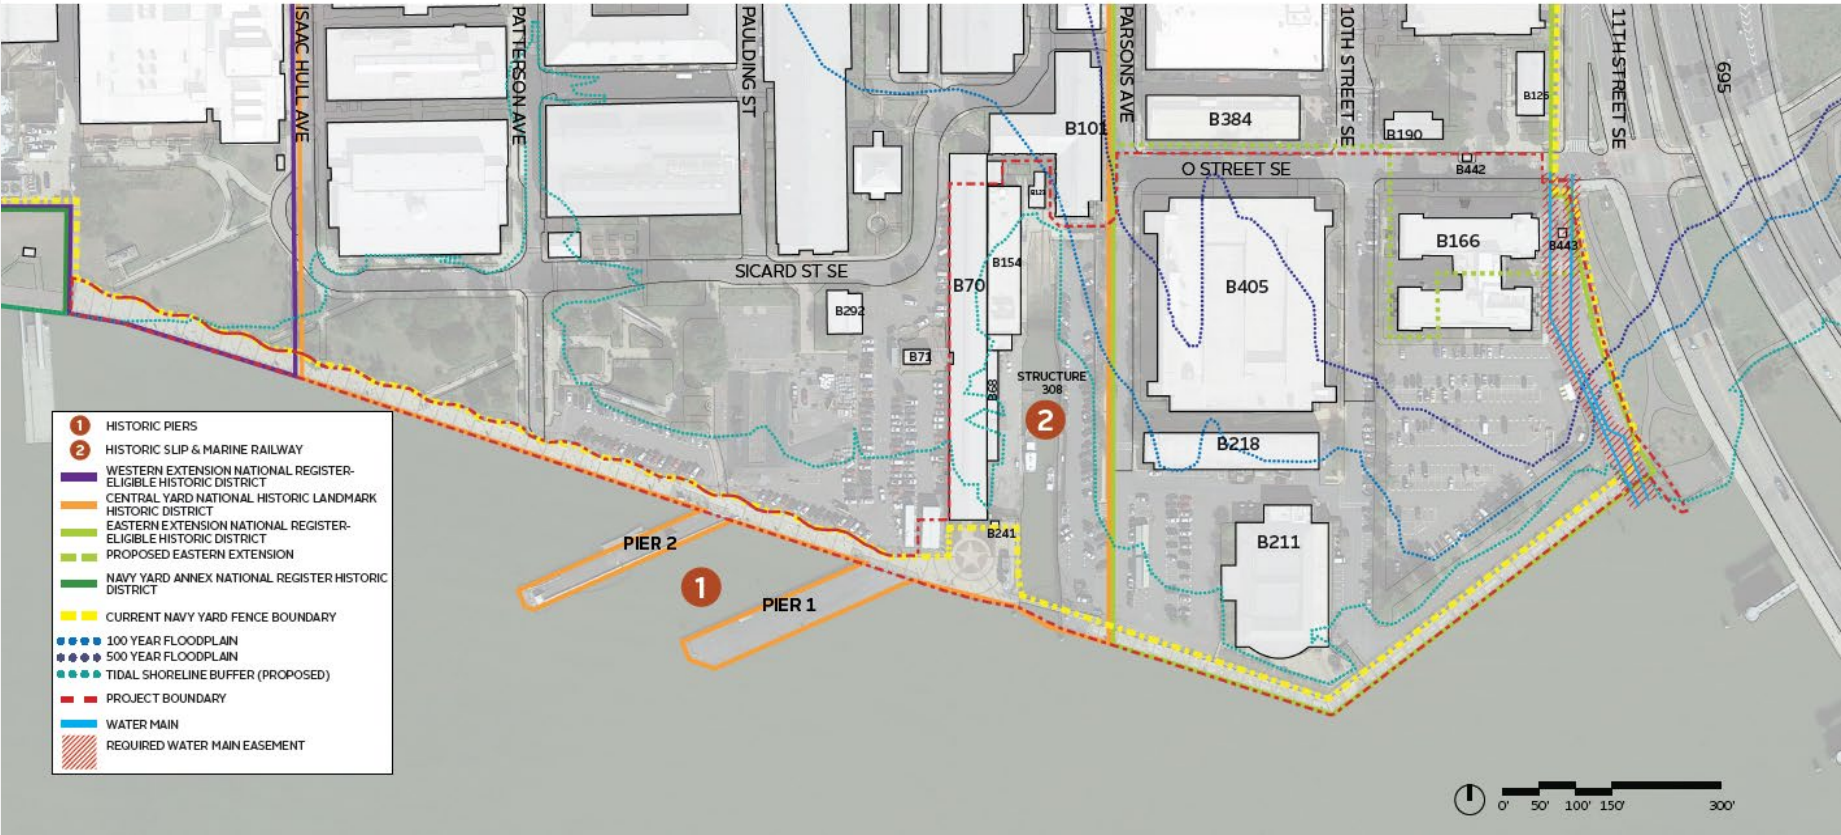 ISAAC HULL AVE
PATTERSON AVE
PAULDING ST
PARSONS AVE
10TH STREET SE
11TH STREET SE
695
B125
B384
B190
B101
O STREET SE
B442
B123
B166
B443
SICARD ST SE
B154
B70
B405
B292
B71
B68
STRUCTURE
308
2
B218
B241
B211
PIER 2
1
PIER 1
1 HISTORIC PIERS
2 HISTORIC SLIP & MARINE RAILWAY
WESTERN EXTENSION NATIONAL REGISTER-
ELIGIBLE HISTORIC DISTRICT
CENTRAL YARD NATIONAL HISTORIC LANDMARK
HISTORIC DISTRICT
EASTERN EXTENSION NATIONAL REGISTER-
ELIGIBLE HISTORIC DISTRICT
PROPOSED EASTERN EXTENSION
NAVY YARD ANNEX NATIONAL REGISTER HISTORIC
DISTRICT
CURRENT NAVY YARD FENCE BOUNDARY
100 YEAR FLOODPLAIN
500 YEAR FLOODPLAIN
TIDAL SHORELINE BUFFER (PROPOSED)
PROJECT BOUNDARY
WATER MAIN
REQUIRED WATER MAIN EASEMENT
0' 50' 100' 150' 300'